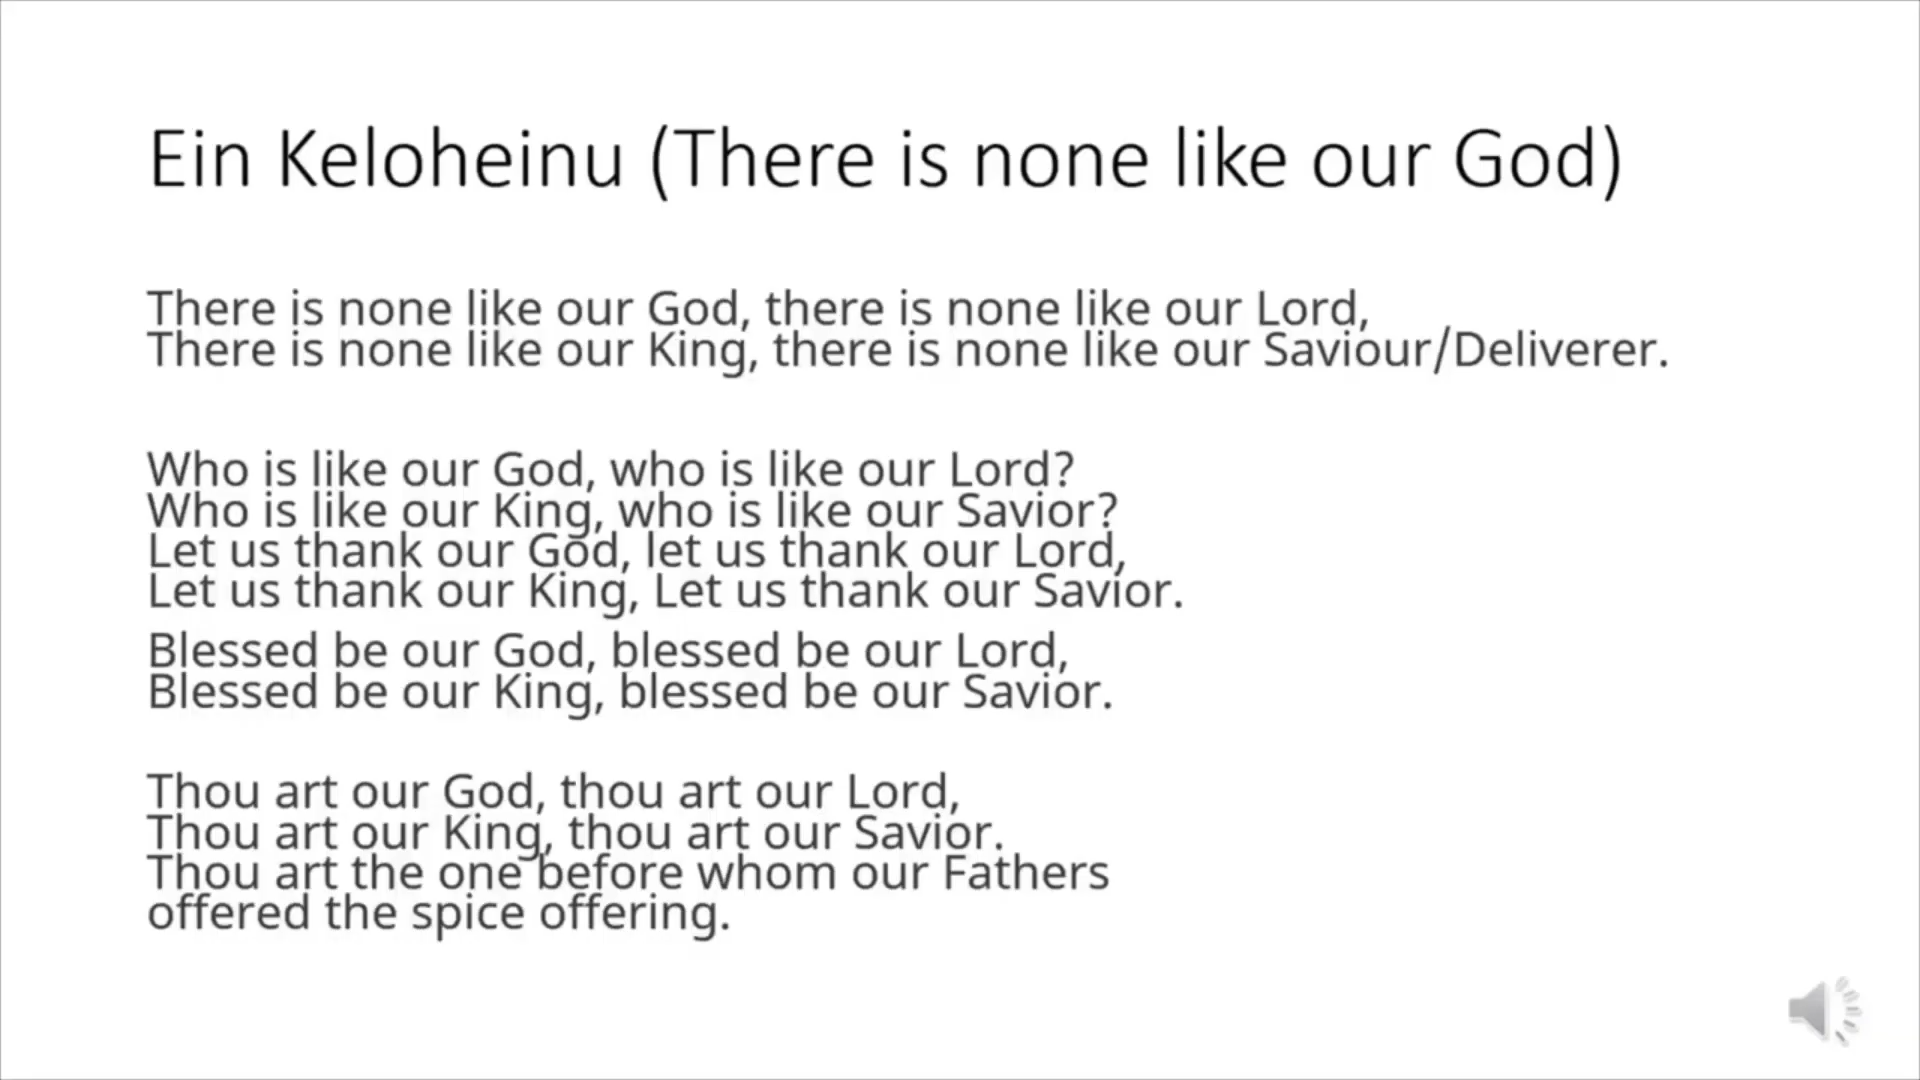 Ein Keloheinu (There is none like our God)
There is none like our God, there is none like our Lord,
There is none like our King, there is none like our Saviour/Deliverer.
Who is like our God, who is like our Lord?
Who is like our King, who is like our Savior?
Let us thank our God, let us thank our Lord,
Let us thank our King, Let us thank our Savior.
Blessed be our God, blessed be our Lord,
Blessed be our King, blessed be our Savior.
Thou art our God, thou art our Lord,
Thou art our King, thou art our Savior.
Thou art the one before whom our Fathers
offered the spice offering.